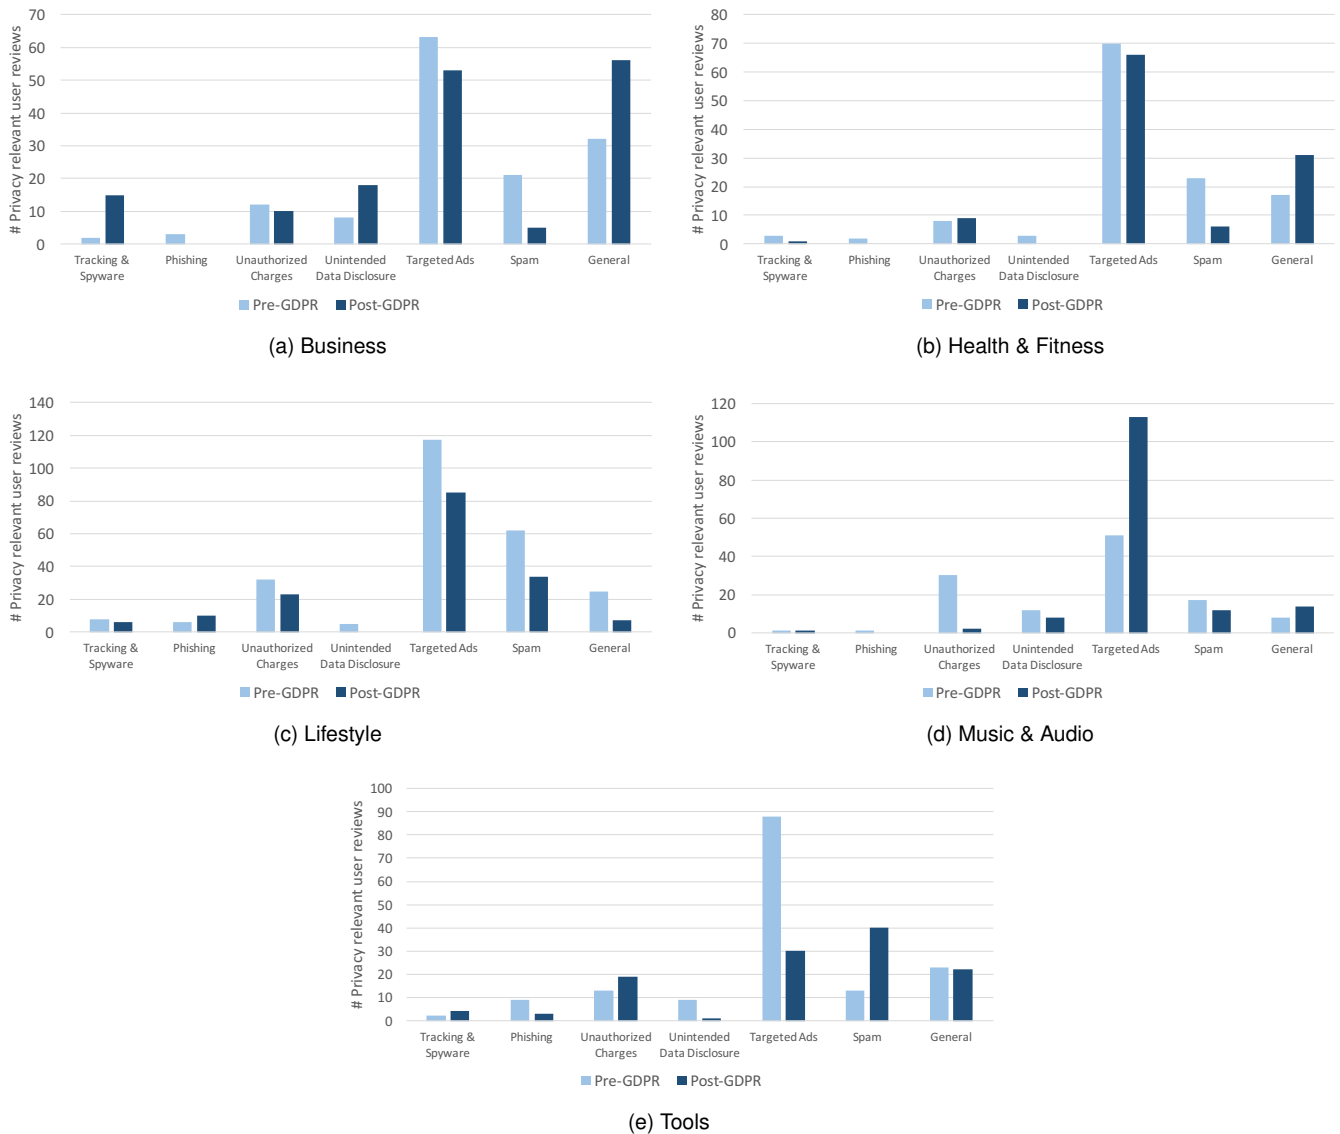 # Privacy relevant user reviews
70
60
50
40
30
20
10
0
Tracking & Spyware
Phishing
Unauthorized Charges
Unintended Data Disclosure
Targeted Ads
Spam
General
Pre-GDPR Post-GDPR
(a) Business
# Privacy relevant user reviews
80
70
60
50
40
30
20
10
0
Tracking & Spyware
Phishing
Unauthorized Charges
Unintended Data Disclosure
Targeted Ads
Spam
General
Pre-GDPR Post-GDPR
(b) Health & Fitness
# Privacy relevant user reviews
140
120
100
80
60
40
20
0
Tracking & Spyware
Phishing
Unauthorized Charges
Unintended Data Disclosure
Targeted Ads
Spam
General
Pre-GDPR Post-GDPR
(c) Lifestyle
# Privacy relevant user reviews
120
100
80
60
40
20
0
Tracking & Spyware
Phishing
Unauthorized Charges
Unintended Data Disclosure
Targeted Ads
Spam
General
Pre-GDPR Post-GDPR
(d) Music & Audio
# Privacy relevant user reviews
100
90
80
70
60
50
40
30
20
10
0
Tracking & Spyware
Phishing
Unauthorized Charges
Unintended Data Disclosure
Targeted Ads
Spam
General
Pre-GDPR Post-GDPR
(e) Tools